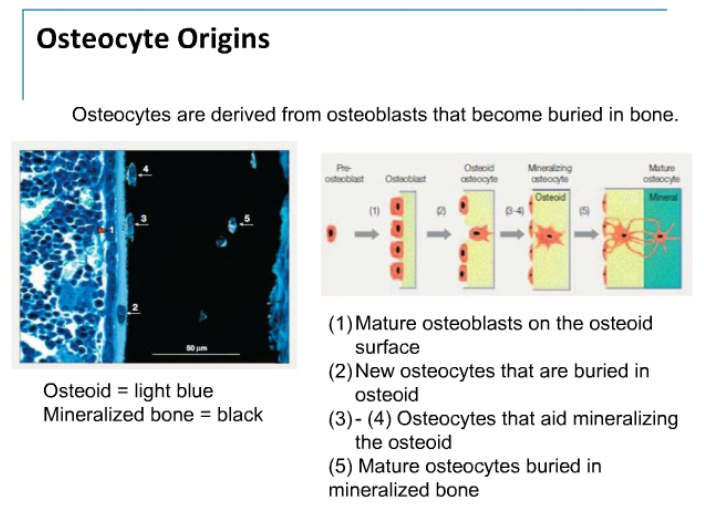 Osteocyte Origins
Osteocytes are derived from osteoblasts that become buried in bone.
4
3
5
1
2
50 µm
Pre-
osteoblast
Osteoblast
Osteoid
osteocyte
Mineralizing
osteocyte
Mature
osteocyte
Osteoid
Mineral
(1)
(2)
(3-4)
(5)
Osteoid = light blue
Mineralized bone = black
(1) Mature osteoblasts on the osteoid
surface
(2) New osteocytes that are buried in
osteoid
(3) - (4) Osteocytes that aid mineralizing
the osteoid
(5) Mature osteocytes buried in
mineralized bone